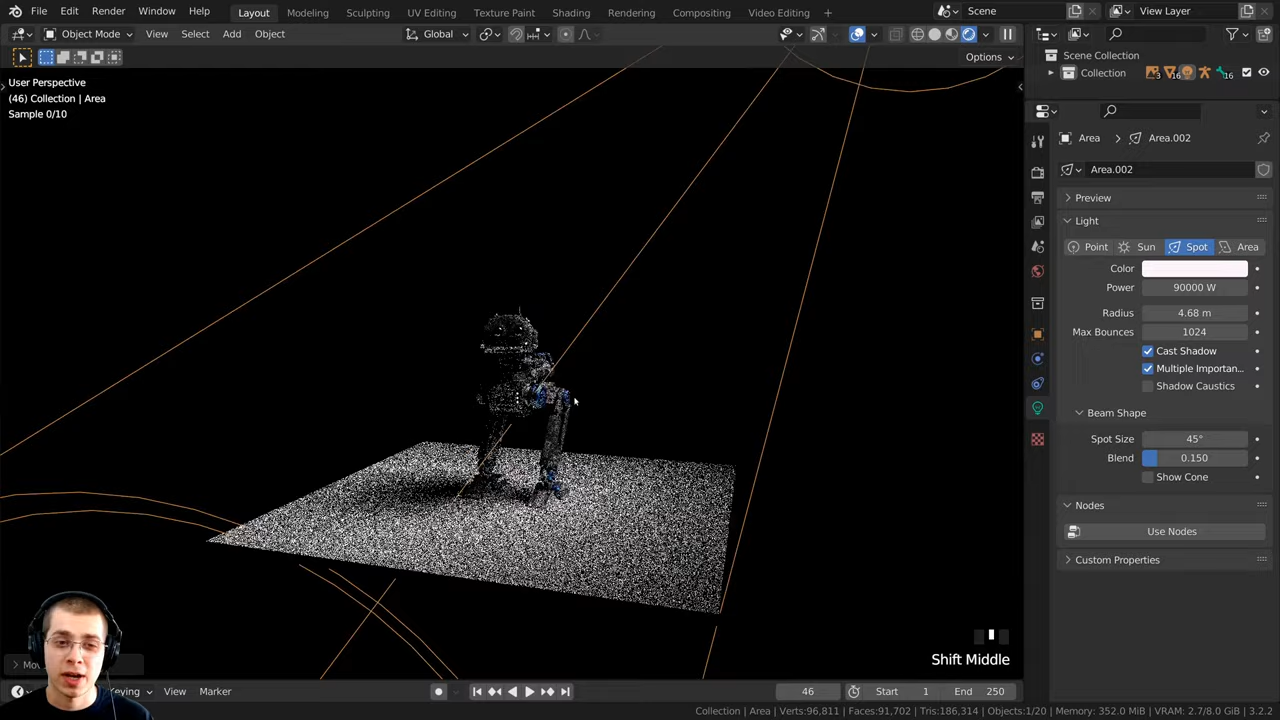 File Edit Render Window Help Layout Modeling Sculpting UV Editing Texture Paint Shading Rendering Compositing Video Editing + Scene View Layer
Object Mode View Select Add Object Global
Options
Scene Collection
Collection 3 16 16
User Perspective
(46) Collection | Area
Sample 0/10
Area > Area.002
Area.002
Preview
Light
Point Sun Spot Area
Color
Power 90000 W
Radius 4.68 m
Max Bounces 1024
Cast Shadow
Multiple Importan...
Shadow Caustics
Beam Shape
Spot Size 45°
Blend 0.150
Show Cone
Nodes
Use Nodes
Custom Properties
Shift Middle
View Marker 46 Start 1 End 250
Collection | Area | Verts:96,811 | Faces:91,702 | Tris:186,314 | Objects:1/20 | Memory: 352.0 MiB | VRAM: 2.7/8.0 GiB | 3.2.2